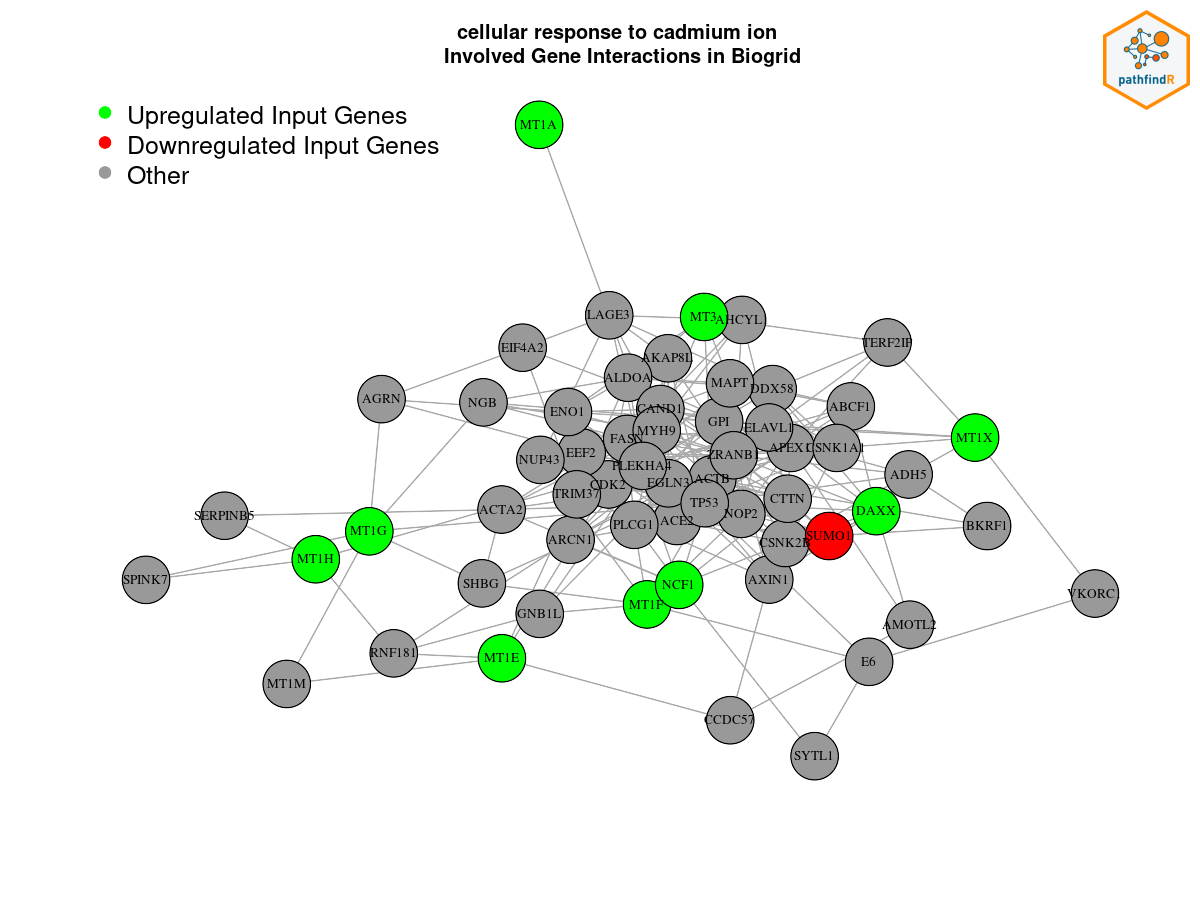 cellular response to cadmium ion
Involved Gene Interactions in Biogrid
pathfindR
Upregulated Input Genes
Downregulated Input Genes
Other
MT1A
LAGE3
MT3
AHCYL1
EIF4A2
AKAP8L
TERF2IP
ALDOA
MAPT
DDX58
AGRN
NGB
ENO1
CAND1
GPI
ABCF1
MYH9
ELAVL1
FASN
MT1X
NUP43
EEF2
ZRANB1
APEX1
CSNK1A1
PLEKHA4
CDK2
EGLN3
ACTB
ADH5
TRIM37
TP53
CTTN
SERPINB5
ACTA2
NOP2
DAXX
MT1G
PLCG1
ACE2
BKRF1
ARCN1
CSNK2B
SUMO1
MT1H
SPINK7
SHBG
NCF1
AXIN1
VKORC1
MT1F
GNB1L
AMOTL2
RNF181
MT1E
E6
MT1M
CCDC57
SYTL1